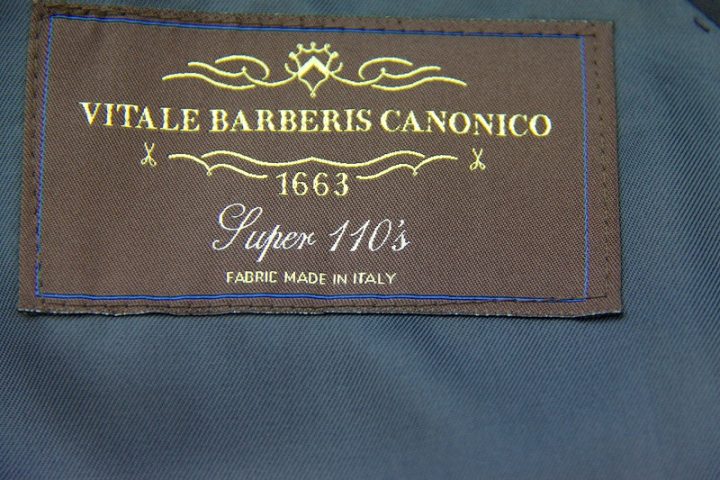 VITALE BARBERIS CANONICO
1663
Super 110's
FABRIC MADE IN ITALY